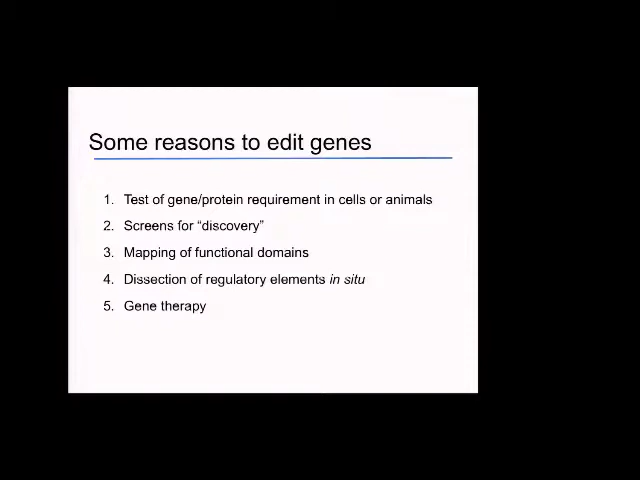 Some reasons to edit genes
1. Test of gene/protein requirement in cells or animals
2. Screens for “discovery”
3. Mapping of functional domains
4. Dissection of regulatory elements in situ
5. Gene therapy